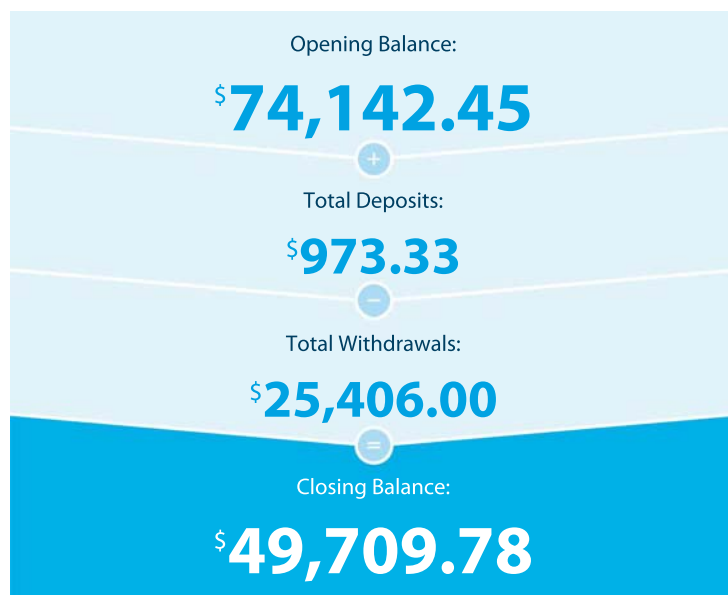 Opening Balance:
$74,142.45
+
Total Deposits:
$973.33
−
Total Withdrawals:
$25,406.00
=
Closing Balance:
$49,709.78